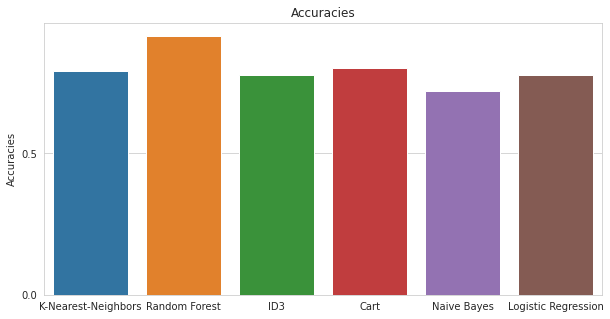 Accuracies
Accuracies
0.5
0.0
K-Nearest-Neighbors Random Forest ID3 Cart Naive Bayes Logistic Regression